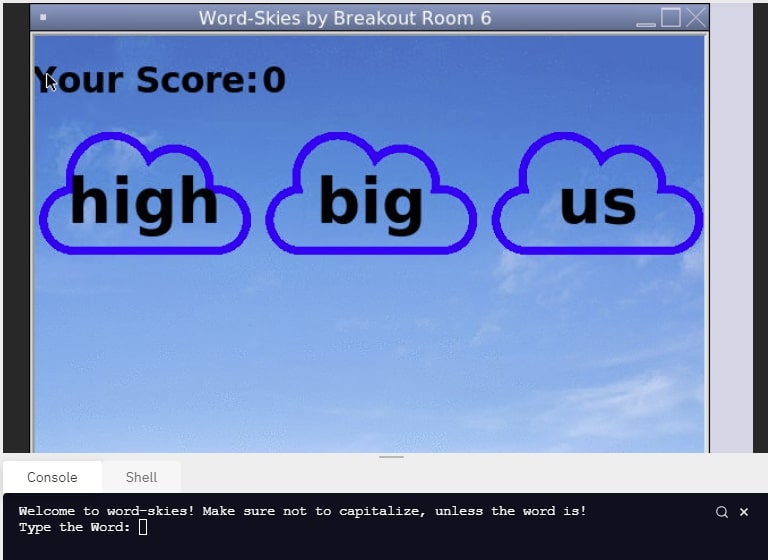 Word-Skies by Breakout Room 6
Your Score:0
high big us
Console Shell
Welcome to word-skies! Make sure not to capitalize, unless the word is!
Type the Word: